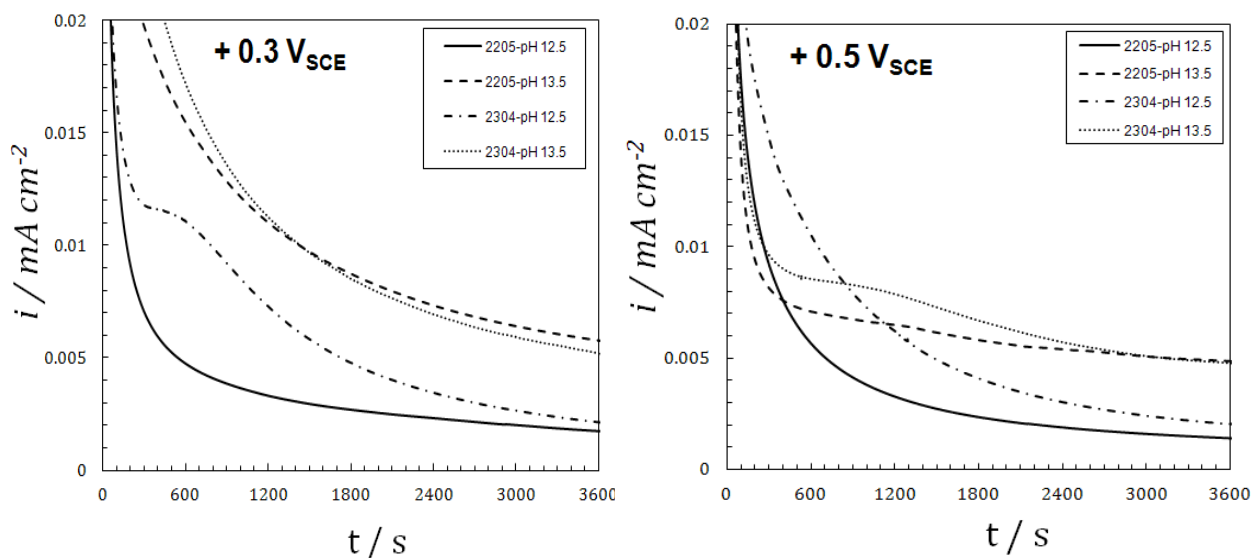 + 0.3 VSCE
2205-pH 12.5
2205-pH 13.5
2304-pH 12.5
2304-pH 13.5
i / mA cm-2
0.02
0.015
0.01
0.005
0
0 600 1200 1800 2400 3000 3600
t / s
+ 0.5 VSCE
2205-pH 12.5
2205-pH 13.5
2304-pH 12.5
2304-pH 13.5
i / mA cm-2
0.02
0.015
0.01
0.005
0
0 600 1200 1800 2400 3000 3600
t / s